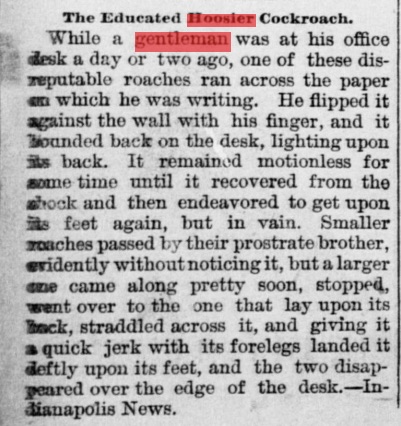 The Educated Hoosier Cockroach.
While a gentleman was at his office
desk a day or two ago, one of these dis-
reputable roaches ran across the paper
on which he was writing. He flipped it
against the wall with his finger, and it
bounded back on the desk, lighting upon
its back. It remained motionless for
some time until it recovered from the
shock and then endeavored to get upon
its feet again, but in vain. Smaller
roaches passed by their prostrate brother,
evidently without noticing it, but a larger
one came along pretty soon, stopped,
went over to the one that lay upon its
back, straddled across it, and giving it
a quick jerk with its forelegs landed it
deftly upon its feet, and the two disap-
peared over the edge of the desk.—In-
dianapolis News.